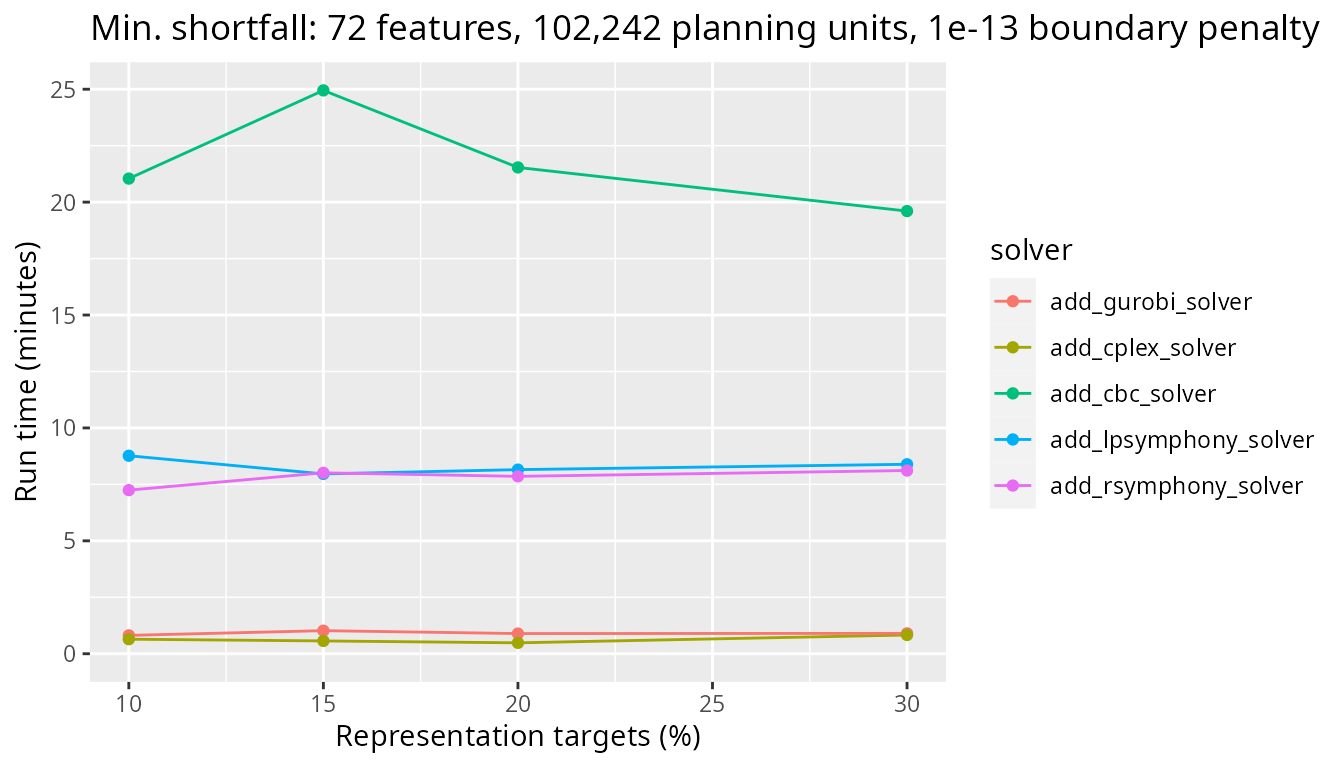 Min. shortfall: 72 features, 102,242 planning units, 1e-13 boundary penalty
Run time (minutes)
25
20
15
10
5
0
10 15 20 25 30
Representation targets (%)
solver
add_gurobi_solver
add_cplex_solver
add_cbc_solver
add_lpsymphony_solver
add_rsymphony_solver